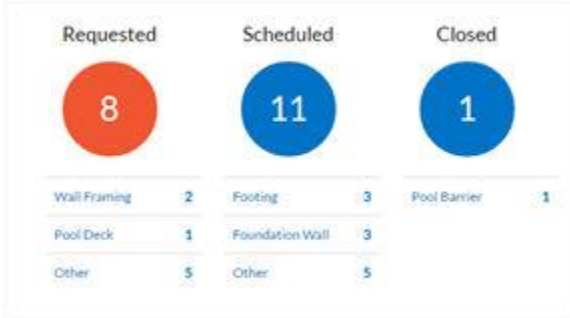 Requested Scheduled Closed
8 11 1
Wall Framing 2 Footing 3 Pool Barrier 1
Pool Deck 1 Foundation Wall 3
Other 5 Other 5